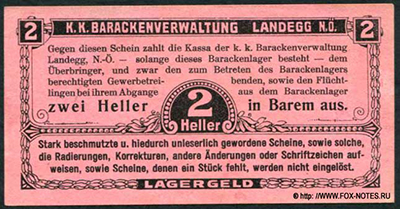 2 K. K. BARACKENVERWALTUNG LANDEGG N.Ö. 2
Gegen diesen Schein zahlt die Kassa der k. k. Barackenverwaltung
Landegg, N.-Ö. – solange dieses Barackenlager besteht – dem
Überbringer, und zwar den zum Betreten des Barackenlagers
berechtigten Gewerbetreibenden, sowie den Flücht-
lingen bei ihrem Abgange aus dem Barackenlager
zwei Heller 2 in Barem aus.
Heller
Stark beschmutzte u. hiedurch unleserlich gewordene Scheine, sowie solche,
die Radierungen, Korrekturen, andere Änderungen oder Schriftzeichen auf-
weisen, sowie Scheine, denen ein Stück fehlt, werden nicht eingelöst.
LAGERGELD
WWW.FOX-NOTES.RU